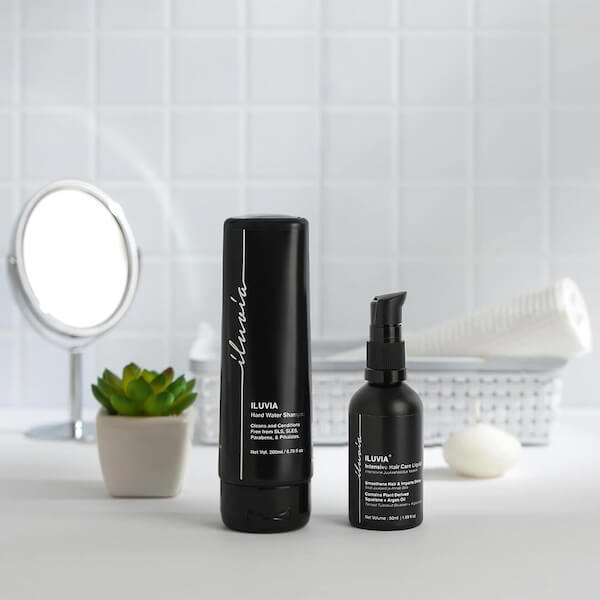 iluvia
ILUVIA
Hard Water Shampoo
Cleans and Conditions
Free from SLS, SLES,
Parabens, & Phtalates.
Net Vol. 200ml / 6.76 fl oz
iluvia
ILUVIA
Intensive Hair Care Liquid
Smoothens Hair & Imparts Shine
Contains Plant Derived
Squalene + Argan Oil
Net Volume : 50ml | 1.69 fl oz